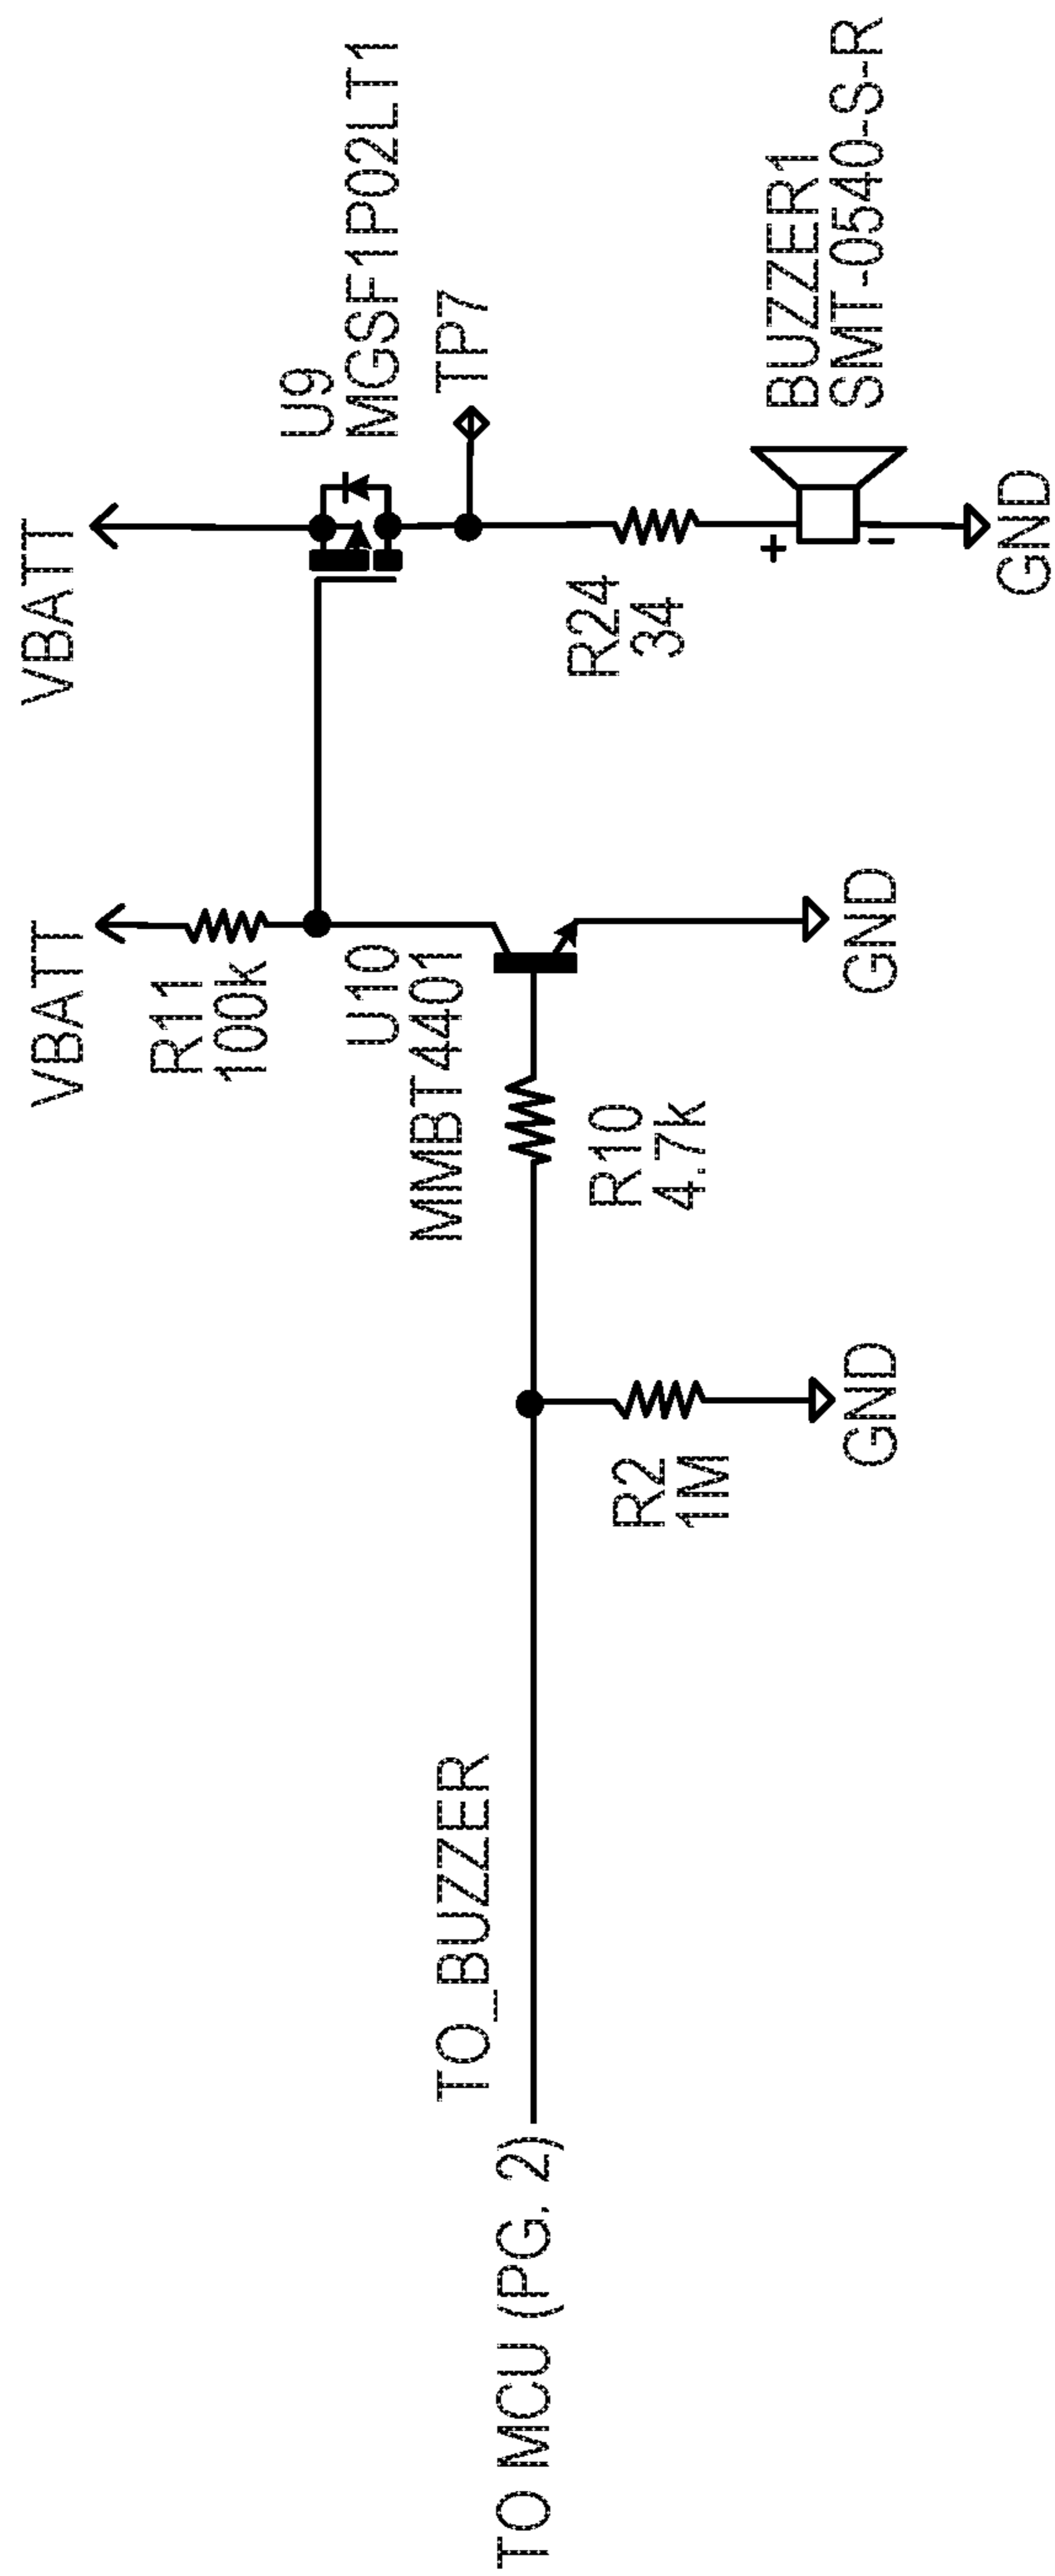 TO MCU (PG. 2)
TO_BUZZER
R2
1M
GND
R10
4.7k
VBATT
R11
100k
U10
MMBT4401
GND
VBATT
U9
MGSF1P02LT1
TP7
R24
34
+
-
BUZZER1
SMT-0540-S-R
GND